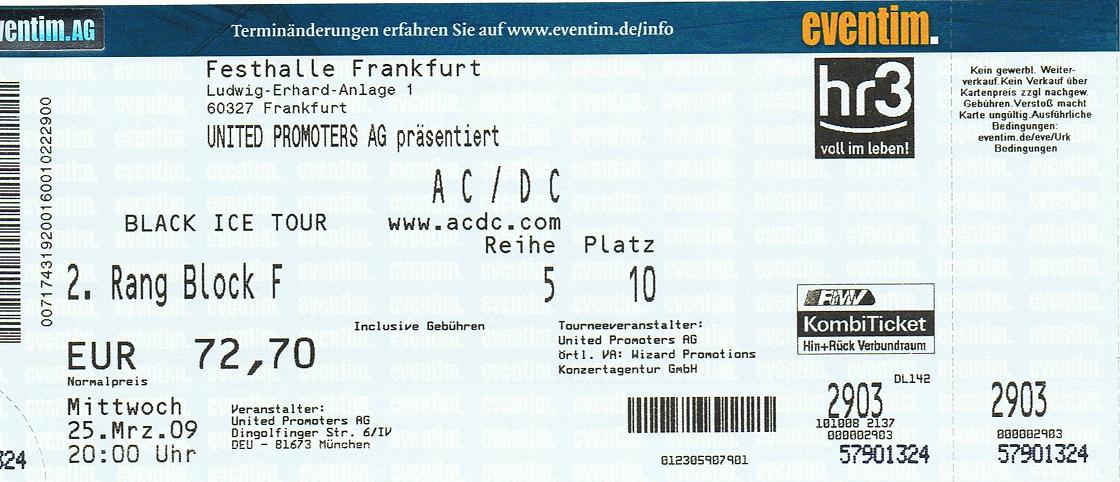 eventim.AG
Terminänderungen erfahren Sie auf www.eventim.de/info
eventim.
Festhalle Frankfurt
Ludwig-Erhard-Anlage 1
60327 Frankfurt
UNITED PROMOTERS AG präsentiert
AC/DC
BLACK ICE TOUR
www.acdc.com
Reihe Platz
2. Rang Block F 5 10
Inclusive Gebühren
EUR 72,70
Normalpreis
Mittwoch
25.Mrz.09
20:00 Uhr
Veranstalter:
United Promoters AG
Dingolfinger Str. 6/IV
DEU - 81673 München
Tourneeveranstalter:
United Promoters AG
örtl. VA: Wizard Promotions
Konzertagentur GmbH
012305907901
hr3
voll im leben!
RMV
KombiTicket
Hin+Rück Verbundraum
DL142
2903
101008 2137
000002903
57901324
Kein gewerbl. Weiter-
verkauf.Kein Verkauf über
Kartenpreis zzgl nachgew.
Gebühren.Verstoß macht
Karte ungültig.Ausführliche
Bedingungen:
eventim.de/eve/Urk
Bedingungen
2903
000002903
57901324
324